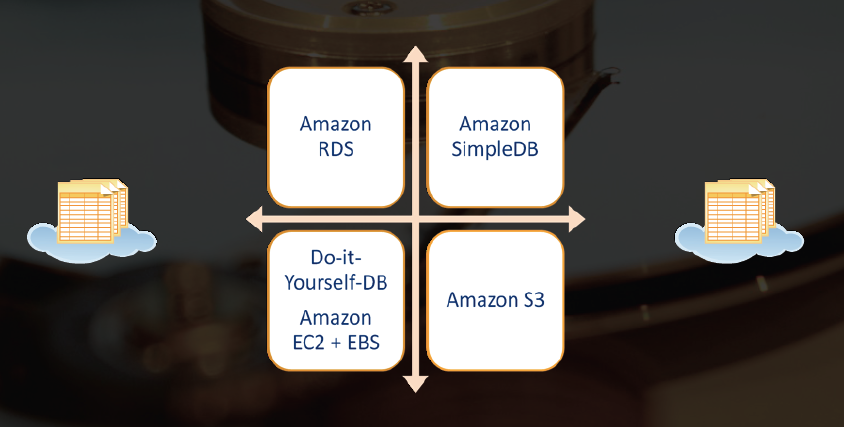 Amazon
RDS
Amazon
SimpleDB
Do-it-
Yourself-DB
Amazon
EC2 + EBS
Amazon S3